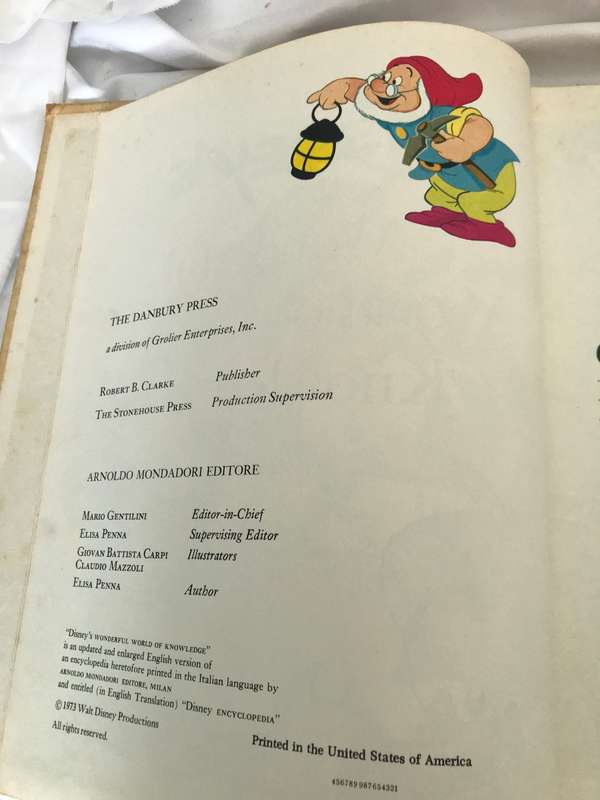 THE DANBURY PRESS
a division of Grolier Enterprises, Inc.
ROBERT B. CLARKE Publisher
THE STONEHOUSE PRESS Production Supervision
ARNOLDO MONDADORI EDITORE
MARIO GENTILINI Editor-in-Chief
ELISA PENNA Supervising Editor
GIOVAN BATTISTA CARPI Illustrators
CLAUDIO MAZZOLI
ELISA PENNA Author
"Disney's WONDERFUL WORLD OF KNOWLEDGE"
is an updated and enlarged English version of
an encyclopedia heretofore printed in the Italian language by
ARNOLDO MONDADORI EDITORE, MILAN
and entitled (in English Translation) "Disney ENCYCLOPEDIA"
© 1973 Walt Disney Productions
All rights reserved.
Printed in the United States of America
456789 987654321